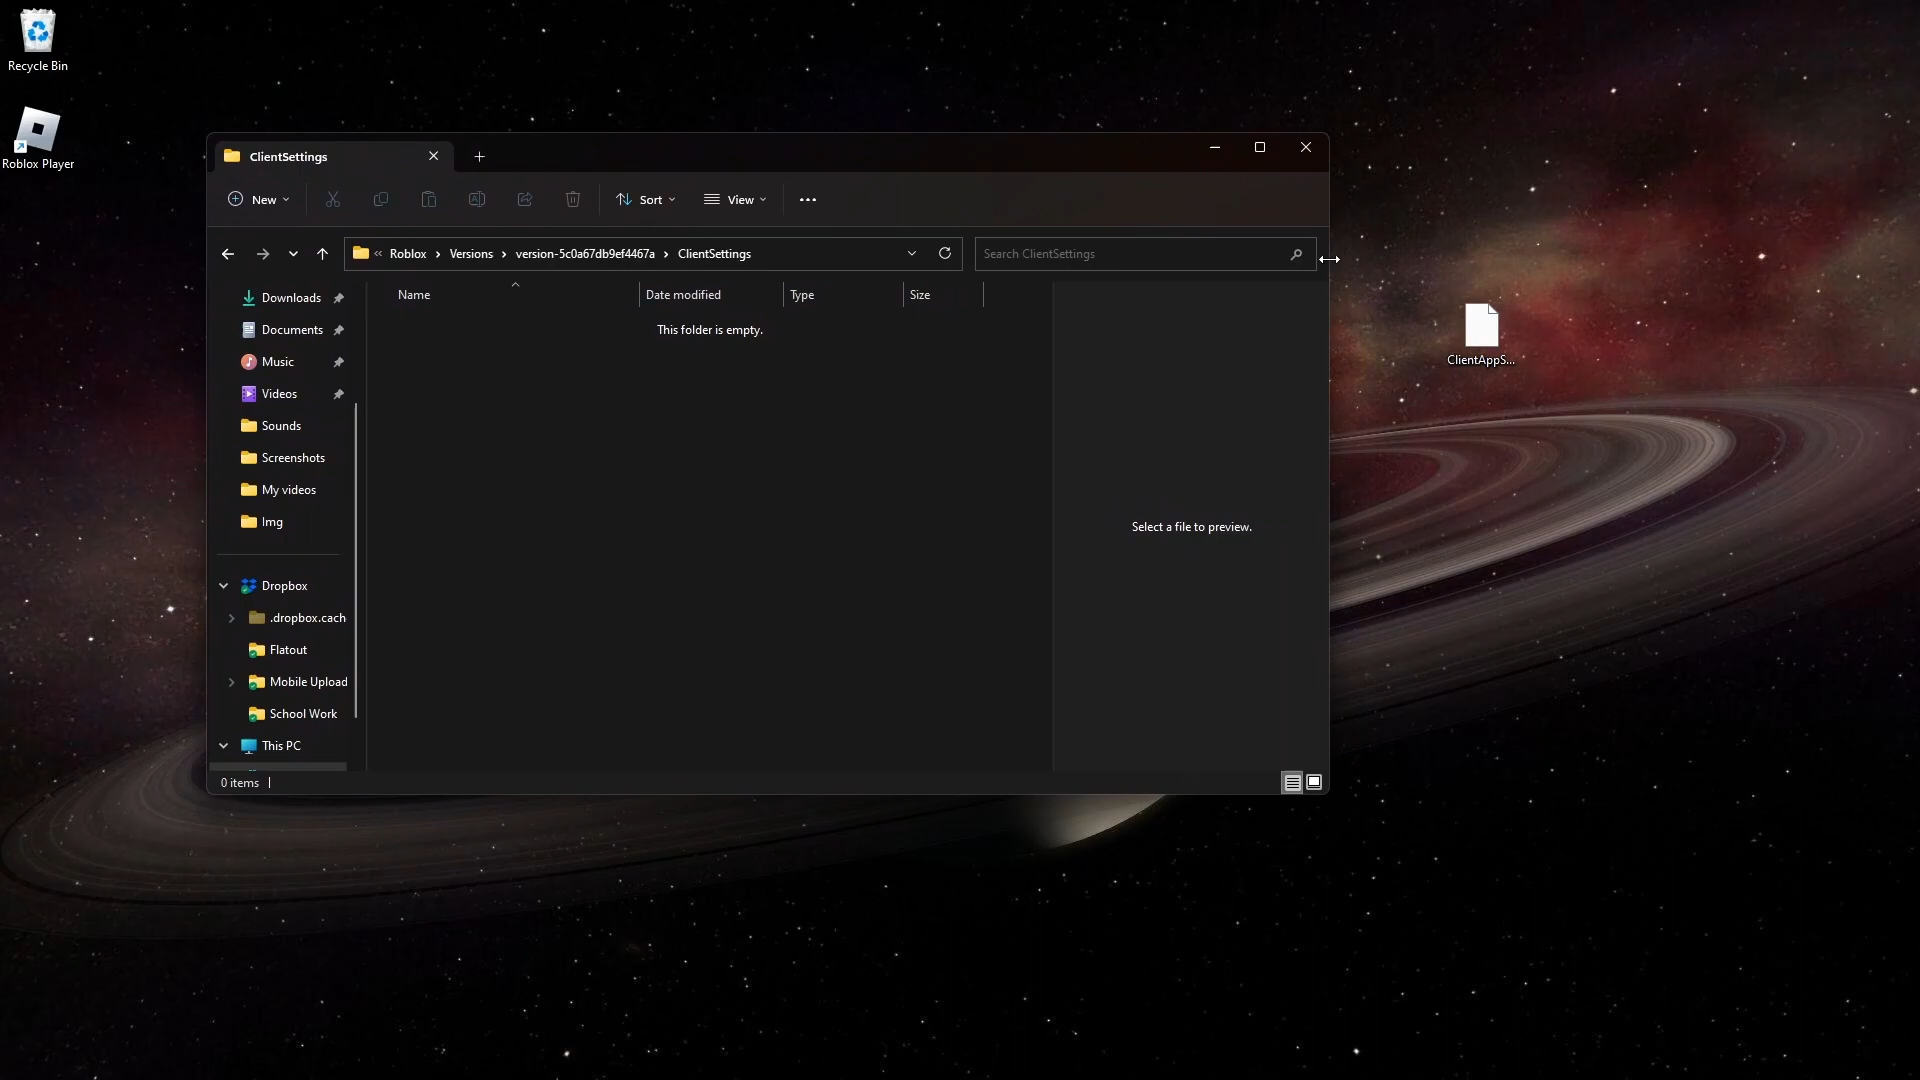 Recycle Bin
Roblox Player
ClientSettings
New
Sort
View
Roblox
Versions
version-5c0a67db9ef4467a
ClientSettings
Search ClientSettings
Name
Date modified
Type
Size
This folder is empty.
Downloads
Documents
Music
Videos
Sounds
Screenshots
My videos
Img
Dropbox
.dropbox.cach
Flatout
Mobile Upload
School Work
This PC
Select a file to preview.
0 items
ClientAppS...